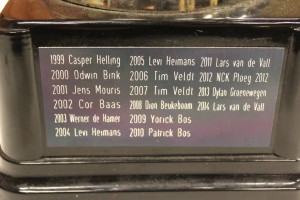 1999 Casper Helling
2000 Odwin Bink
2001 Jens Mouris
2002 Cor Baas
2003 Werner de Hamer
2004 Levi Heimans
2005 Levi Heimans
2006 Tim Veldt
2007 Tim Veldt
2008 Dion Beukeboom
2009 Yorick Bos
2010 Patrick Bos
2011 Lars van de Vall
2012 NCK Ploeg 2012
2013 Dylan Groenewegen
2014 Lars van de Vall